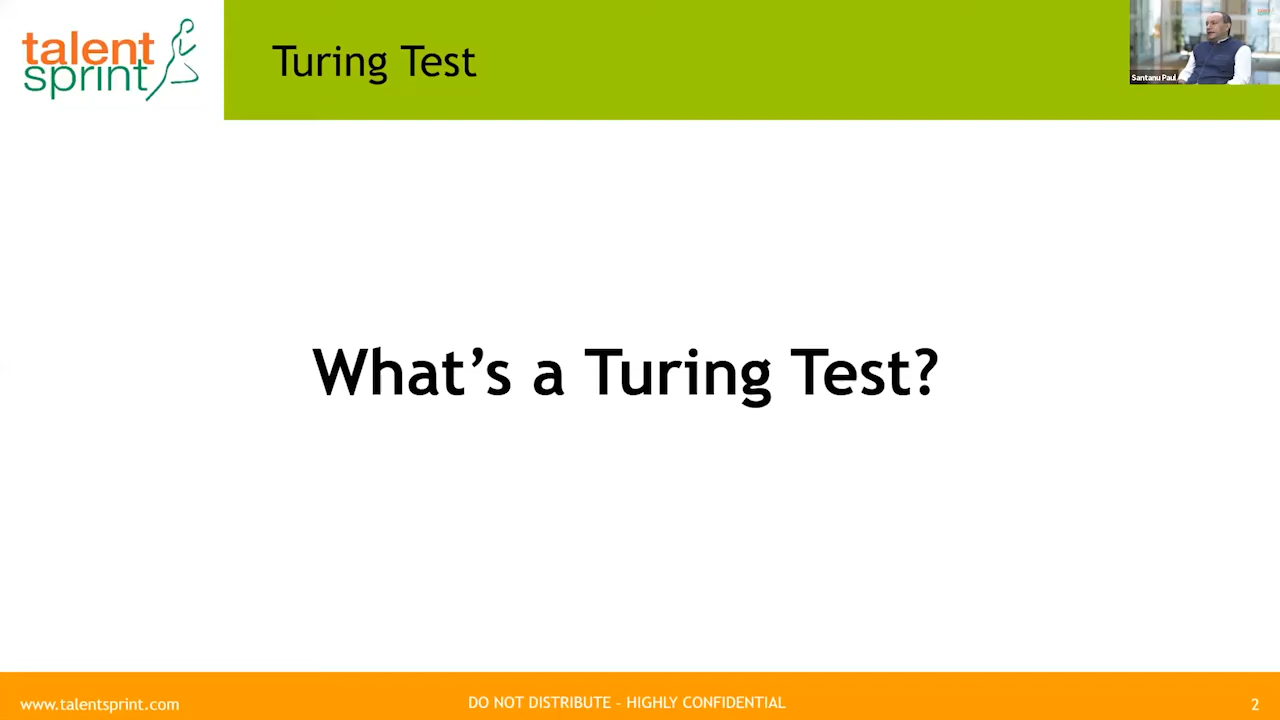 talent
sprint
Turing Test
Santanu Paul
What's a Turing Test?
www.talentsprint.com
DO NOT DISTRIBUTE - HIGHLY CONFIDENTIAL
2